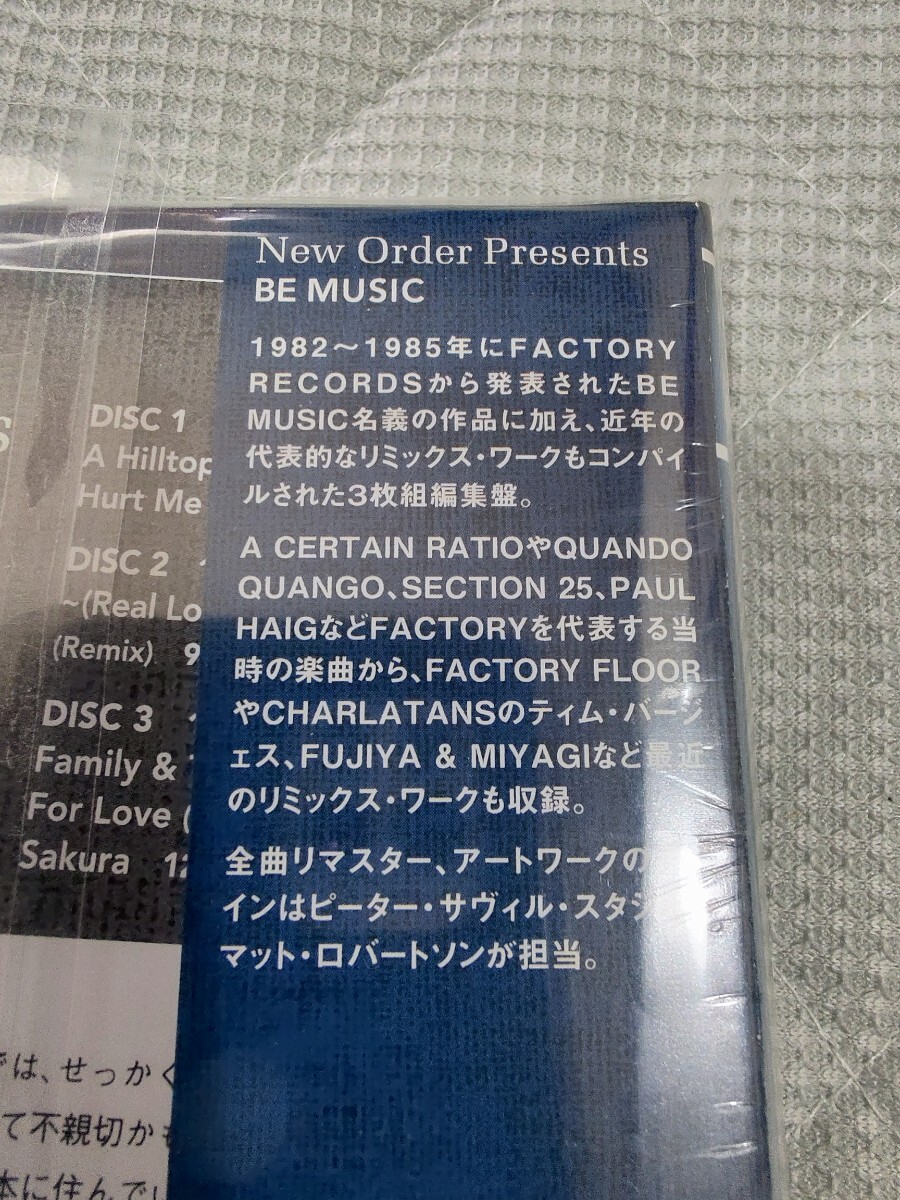 New Order Presents
BE MUSIC
1982～1985年にFACTORY
RECORDSから発表されたBE
MUSIC名義の作品に加え、近年の
代表的なリミックス・ワークもコンパイ
ルされた3枚組編集盤。
A CERTAIN RATIOやQUANDO
QUANGO、SECTION 25、PAUL
HAIGなどFACTORYを代表する当
時の楽曲から、FACTORY FLOOR
やCHARLATANSのティム・バージ
ェス、FUJIYA & MIYAGIなど最近
のリミックス・ワークも収録。
全曲リマスター、アートワークの
インはピーター・サヴィル・スタジ
マット・ロバートソンが担当。
S
DISC 1
A Hilltop
Hurt Me
DISC 2
~(Real Lo
(Remix) 9
DISC 3
Family &
For Love (
Sakura 12
は、せっかく
て不親切かも
本に住んでい